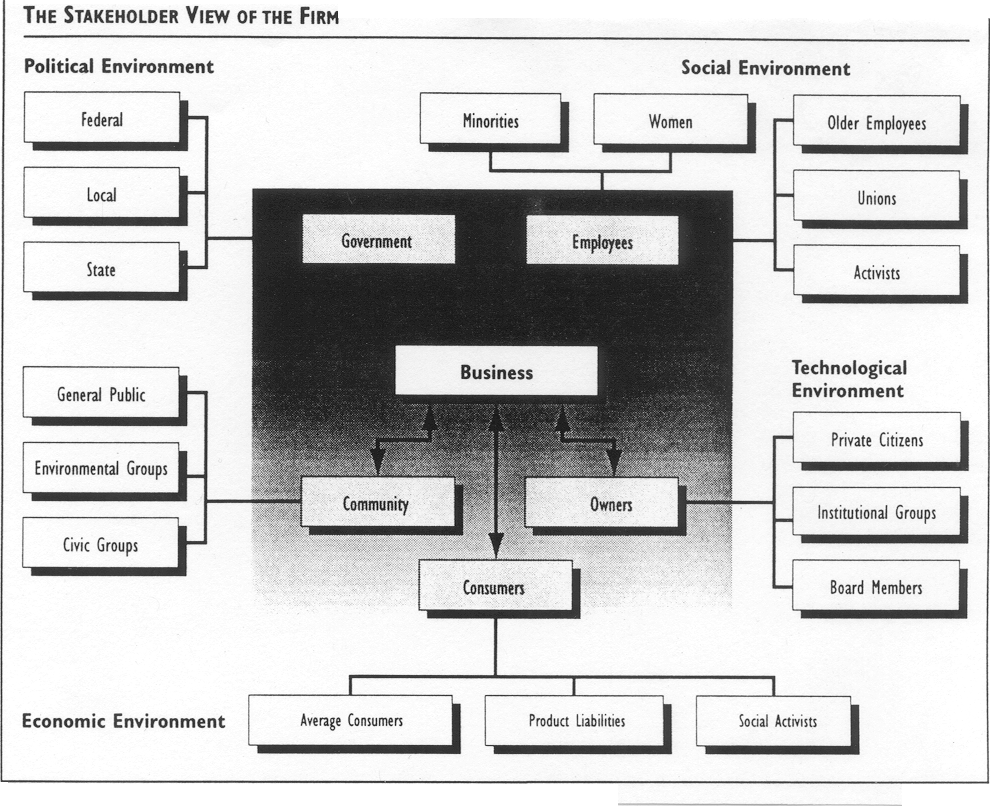 THE STAKEHOLDER VIEW OF THE FIRM
Political Environment
Social Environment
Federal
Local
State
Minorities
Women
Older Employees
Unions
Activists
Government
Employees
Business
Technological
Environment
General Public
Environmental Groups
Civic Groups
Community
Owners
Private Citizens
Institutional Groups
Board Members
Consumers
Economic Environment
Average Consumers
Product Liabilities
Social Activists